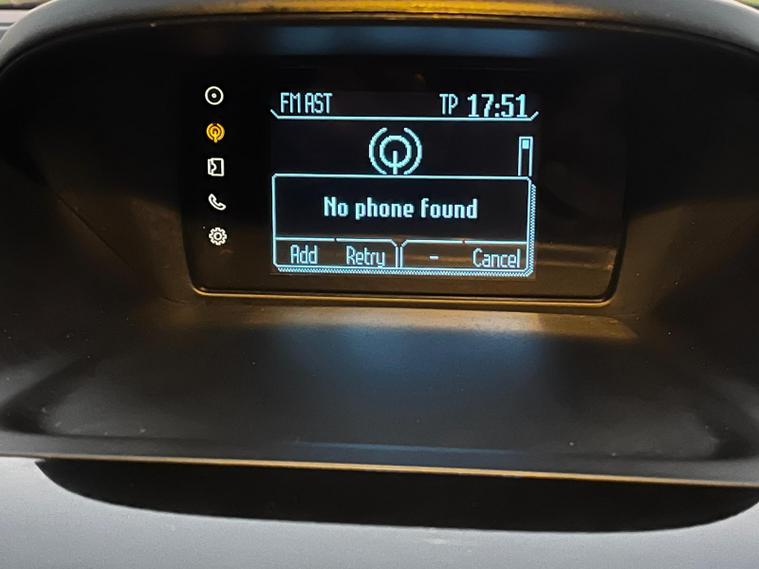 FM AST TP 17:51
No phone found
Add Retry - Cancel